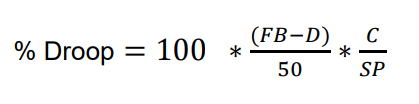 % Droop = 100 * (FB−D)/50 * C/SP